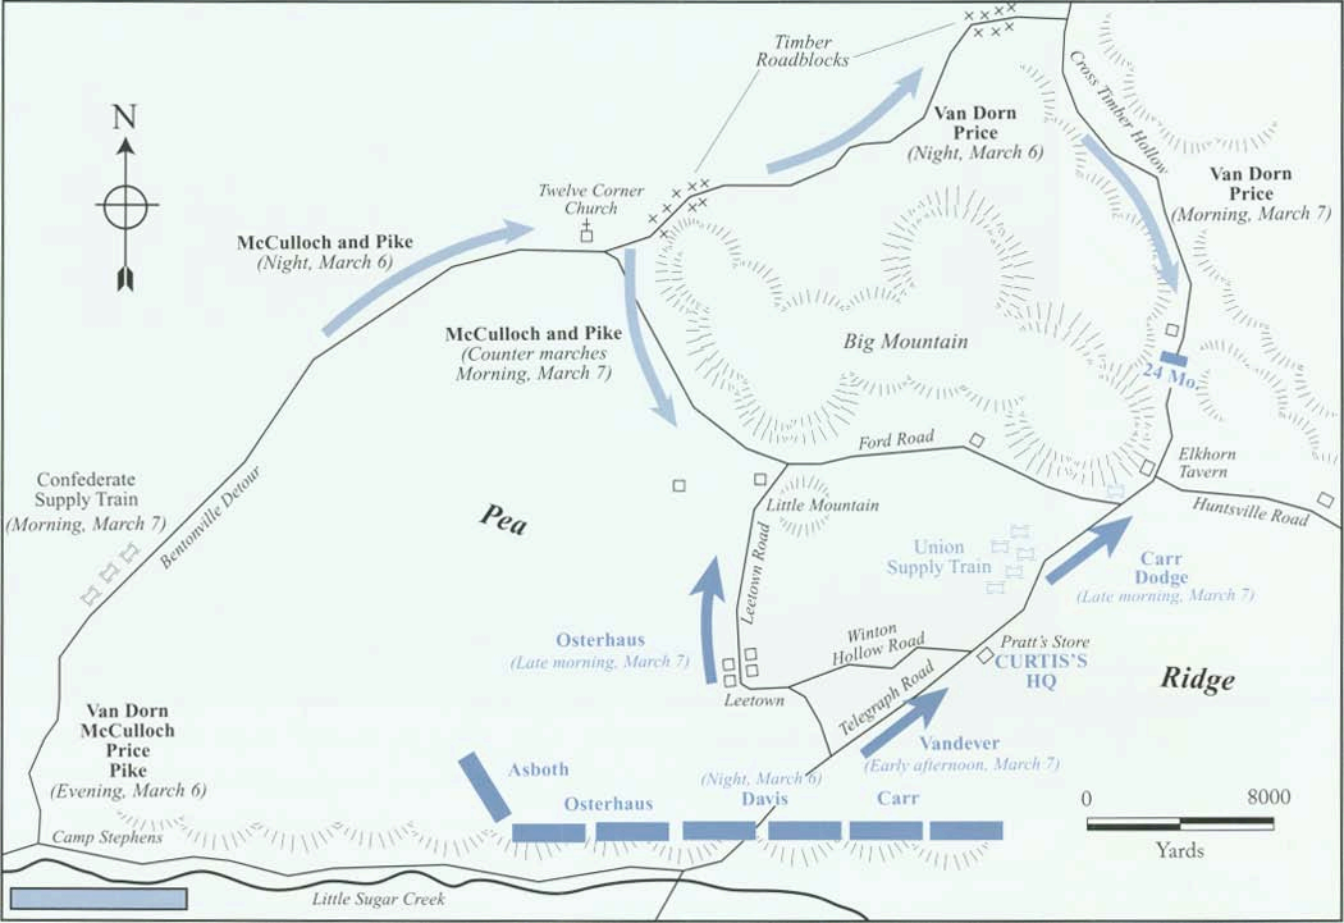 Timber
Roadblocks
Cross Timber Hollow
N
Van Dorn
Price
(Night, March 6)
Van Dorn
Price
(Morning, March 7)
Twelve Corner
Church
McCulloch and Pike
(Night, March 6)
McCulloch and Pike
(Counter marches
Morning, March 7)
Big Mountain
24 Mo.
Ford Road
Elkhorn
Tavern
Huntsville Road
Confederate
Supply Train
(Morning, March 7)
Bentonville Detour
Pea
Little Mountain
Leetown Road
Union
Supply Train
Carr
Dodge
(Late morning, March 7)
Osterhaus
(Late morning, March 7)
Winton
Hollow Road
Pratt's Store
CURTIS'S
HQ
Ridge
Leetown
Telegraph Road
Van Dorn
McCulloch
Price
Pike
(Evening, March 6)
Vandever
(Early afternoon, March 7)
Asboth
(Night, March 6)
Osterhaus
Davis
Carr
0
8000
Yards
Camp Stephens
Little Sugar Creek